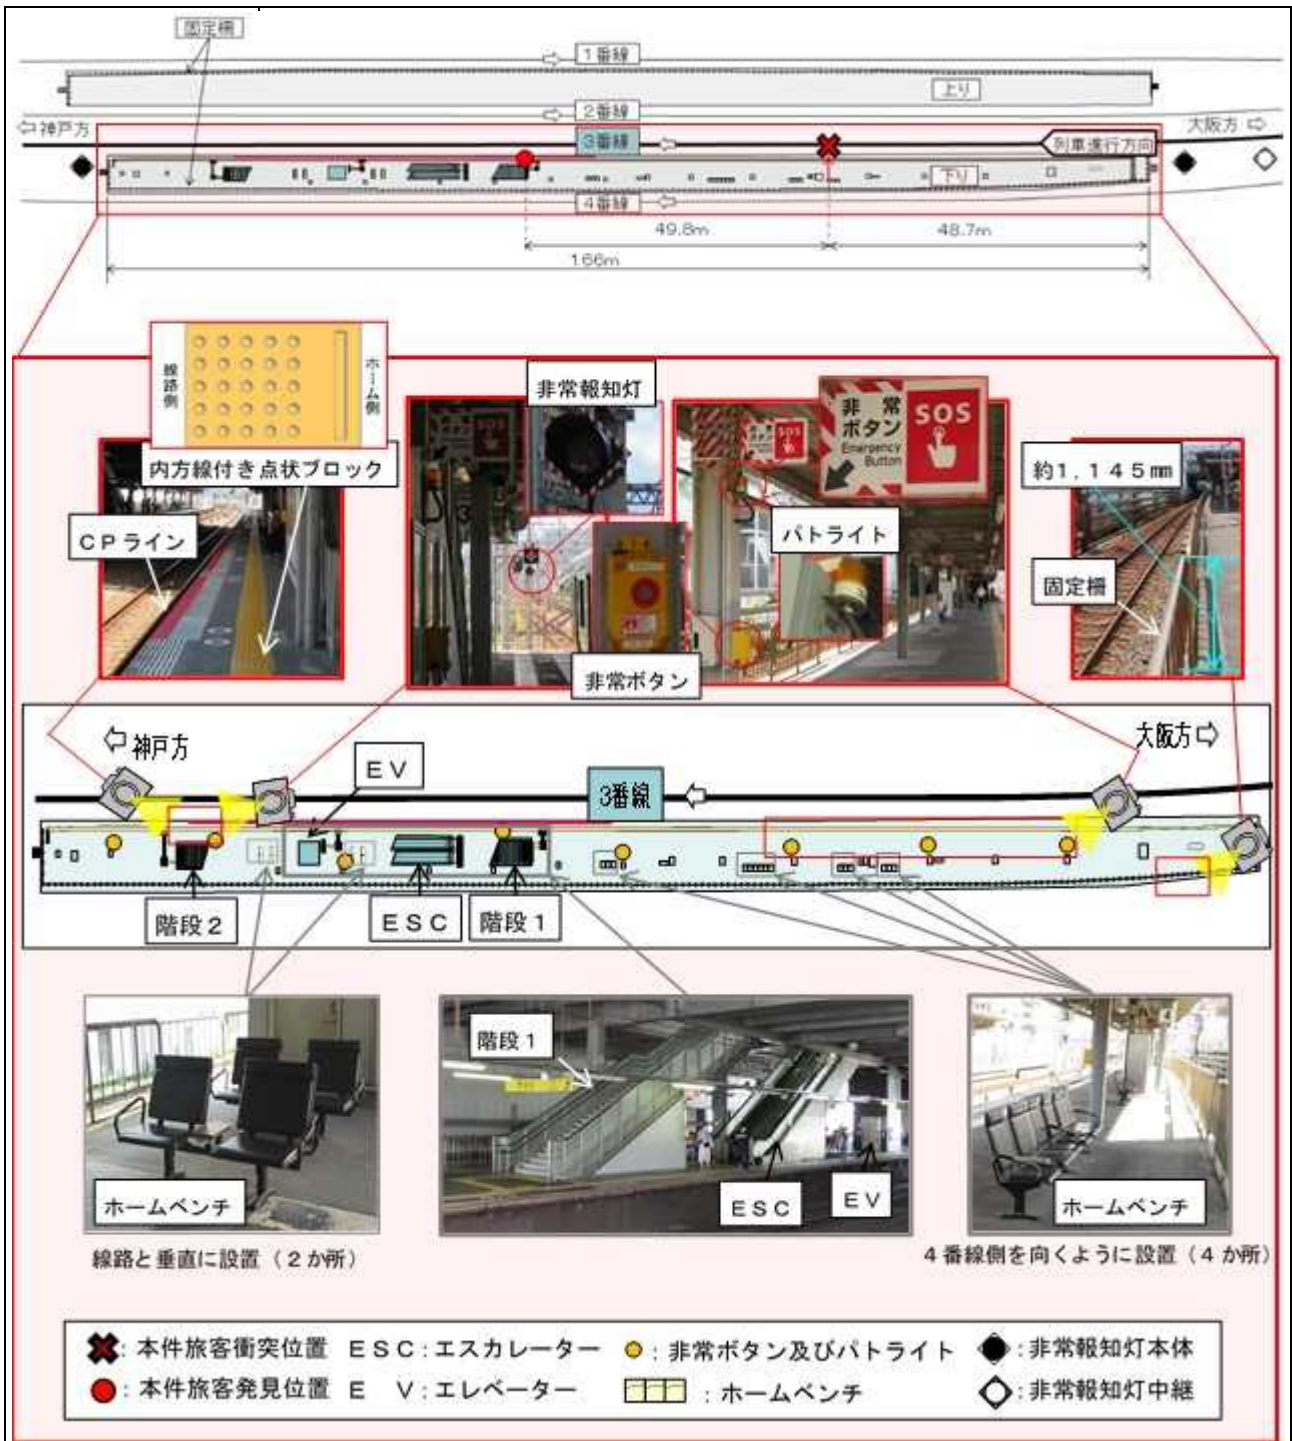 固定柵
1番線
上り
2番線
⇦神戸方
大阪方⇨
3番線
列車進行方向
下り
4番線
49.8m
48.7m
166m
線路側
ホーム側
内方線付き点状ブロック
CPライン
非常報知灯
SOS
非常
ボタン
SOS
非常
ボタン
Emergency
Button
SOS
パトライト
非常ボタン
約1,145㎜
固定柵
⇦神戸方
大阪方⇨
EV
3番線
階段2
ESC
階段1
ホームベンチ
線路と垂直に設置(2か所)
階段1
ESC
EV
ホームベンチ
4番線側を向くように設置(4か所)
:本件旅客衝突位置 ESC:エスカレーター :非常ボタン及びパトライト :非常報知灯本体
:本件旅客発見位置 E V:エレベーター :ホームベンチ :非常報知灯中継